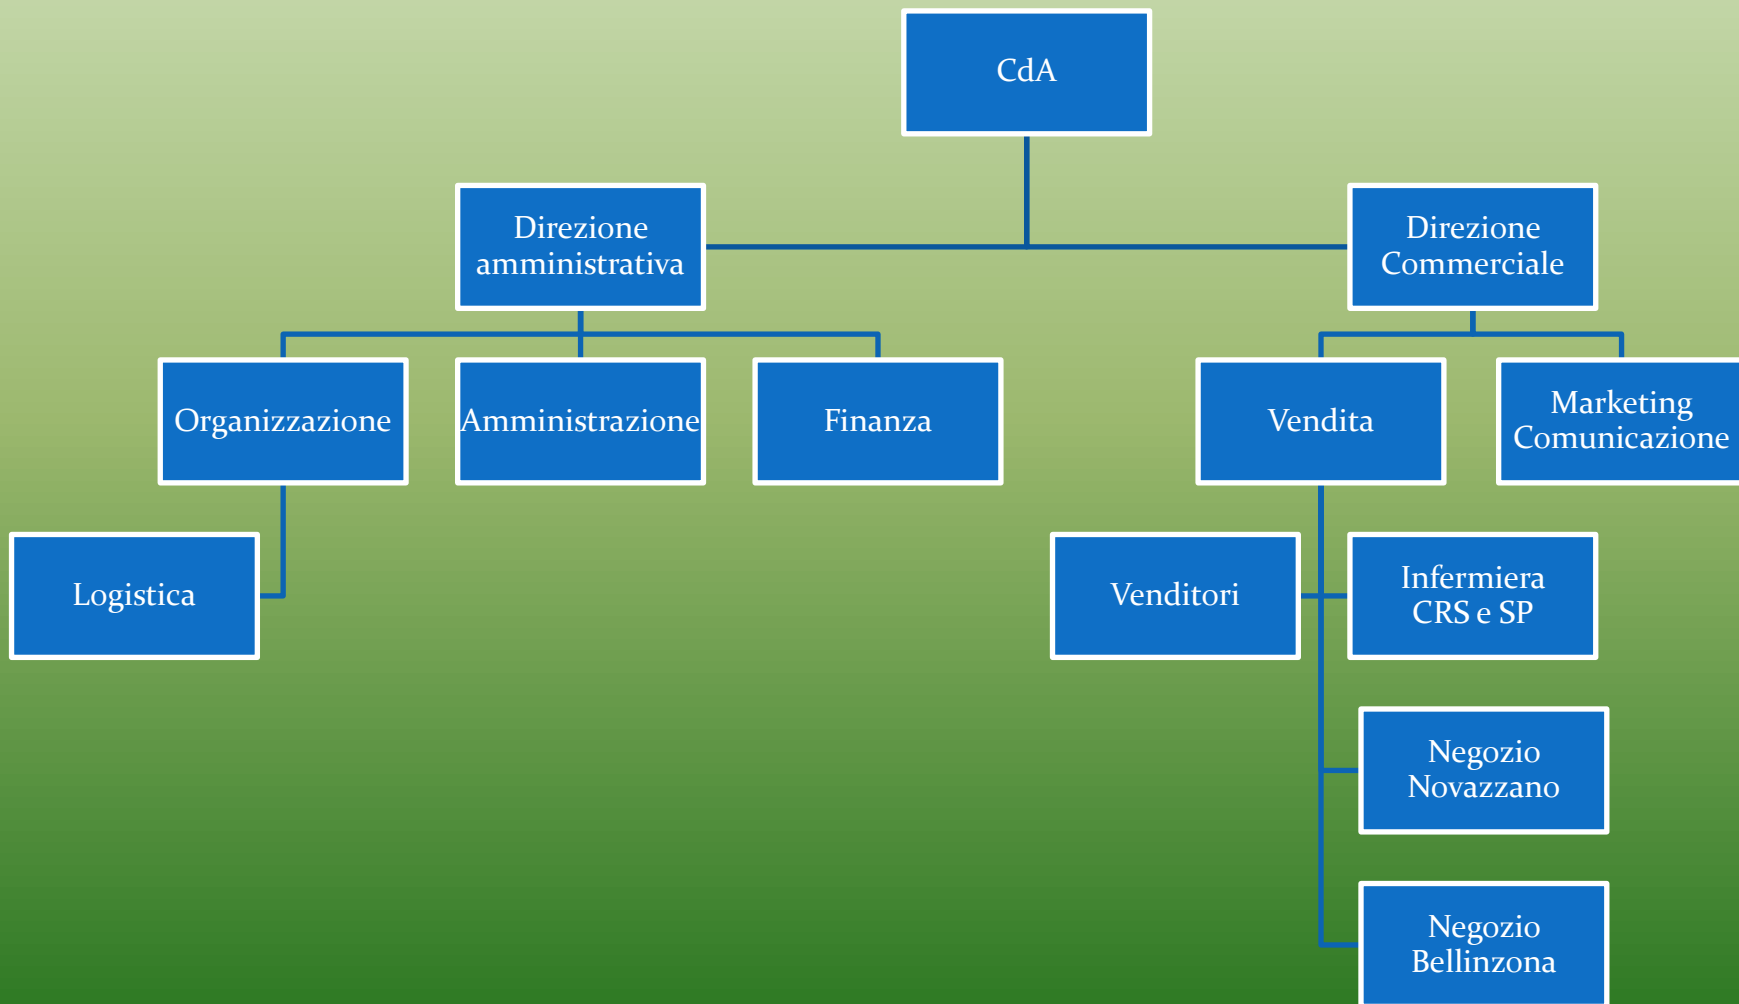 CdA
Direzione
amministrativa
Direzione
Commerciale
Organizzazione
Amministrazione
Finanza
Vendita
Marketing
Comunicazione
Logistica
Venditori
Infermiera
CRS e SP
Negozio
Novazzano
Negozio
Bellinzona